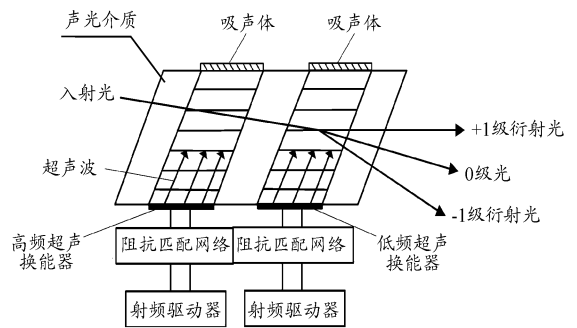 声光介质
吸声体
吸声体
入射光
+1级衍射光
超声波
0级光
-1级衍射光
高频超声
换能器
阻抗匹配网络
阻抗匹配网络
低频超声
换能器
射频驱动器
射频驱动器